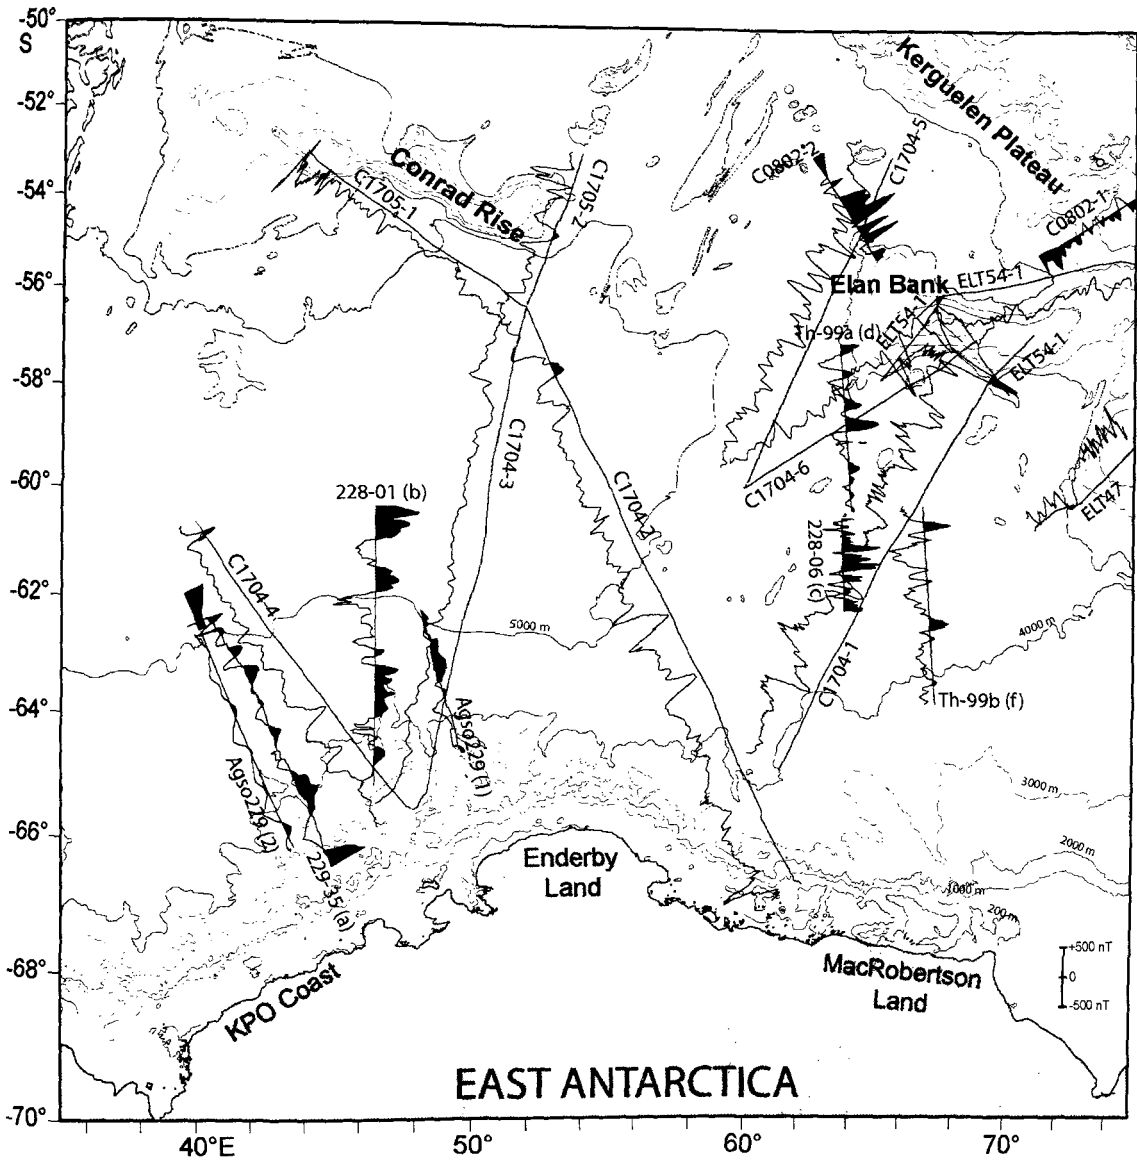 -50°
S
-52°
-54°
-56°
-58°
-60°
-62°
-64°
-66°
-68°
-70°
40°E
50°
60°
70°
Kerguelen Plateau
Conrad Rise
C1705-1
C1705-2
C0802-2
C1704-5
C0802-1
Elan Bank
ELT54-1
ELT54-1
Th-99a (d)
ELT54-1
C1704-3
C1704-2
C1704-6
ELT47
228-01 (b)
228-06 (c)
C1704-4
5000 m
4000 m
C1704-1
Th-99b (f)
Agso229 (1)
Agso229 (2)
229-35 (a)
3000 m
2000 m
1000 m
200 m
Enderby
Land
KPO Coast
MacRobertson
Land
+500 nT
0
-500 nT
EAST ANTARCTICA